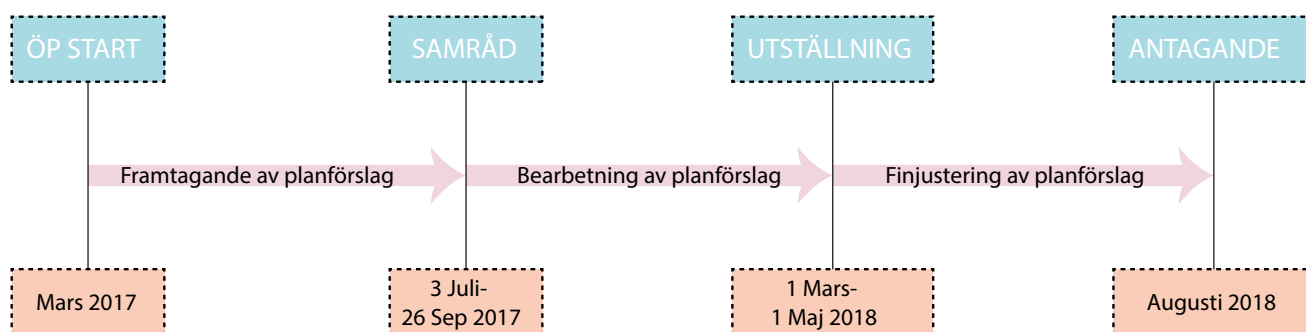 ÖP START
SAMRÅD
UTSTÄLLNING
ANTAGANDE
Framtagande av planförslag
Bearbetning av planförslag
Finjustering av planförslag
Mars 2017
3 Juli-
26 Sep 2017
1 Mars-
1 Maj 2018
Augusti 2018